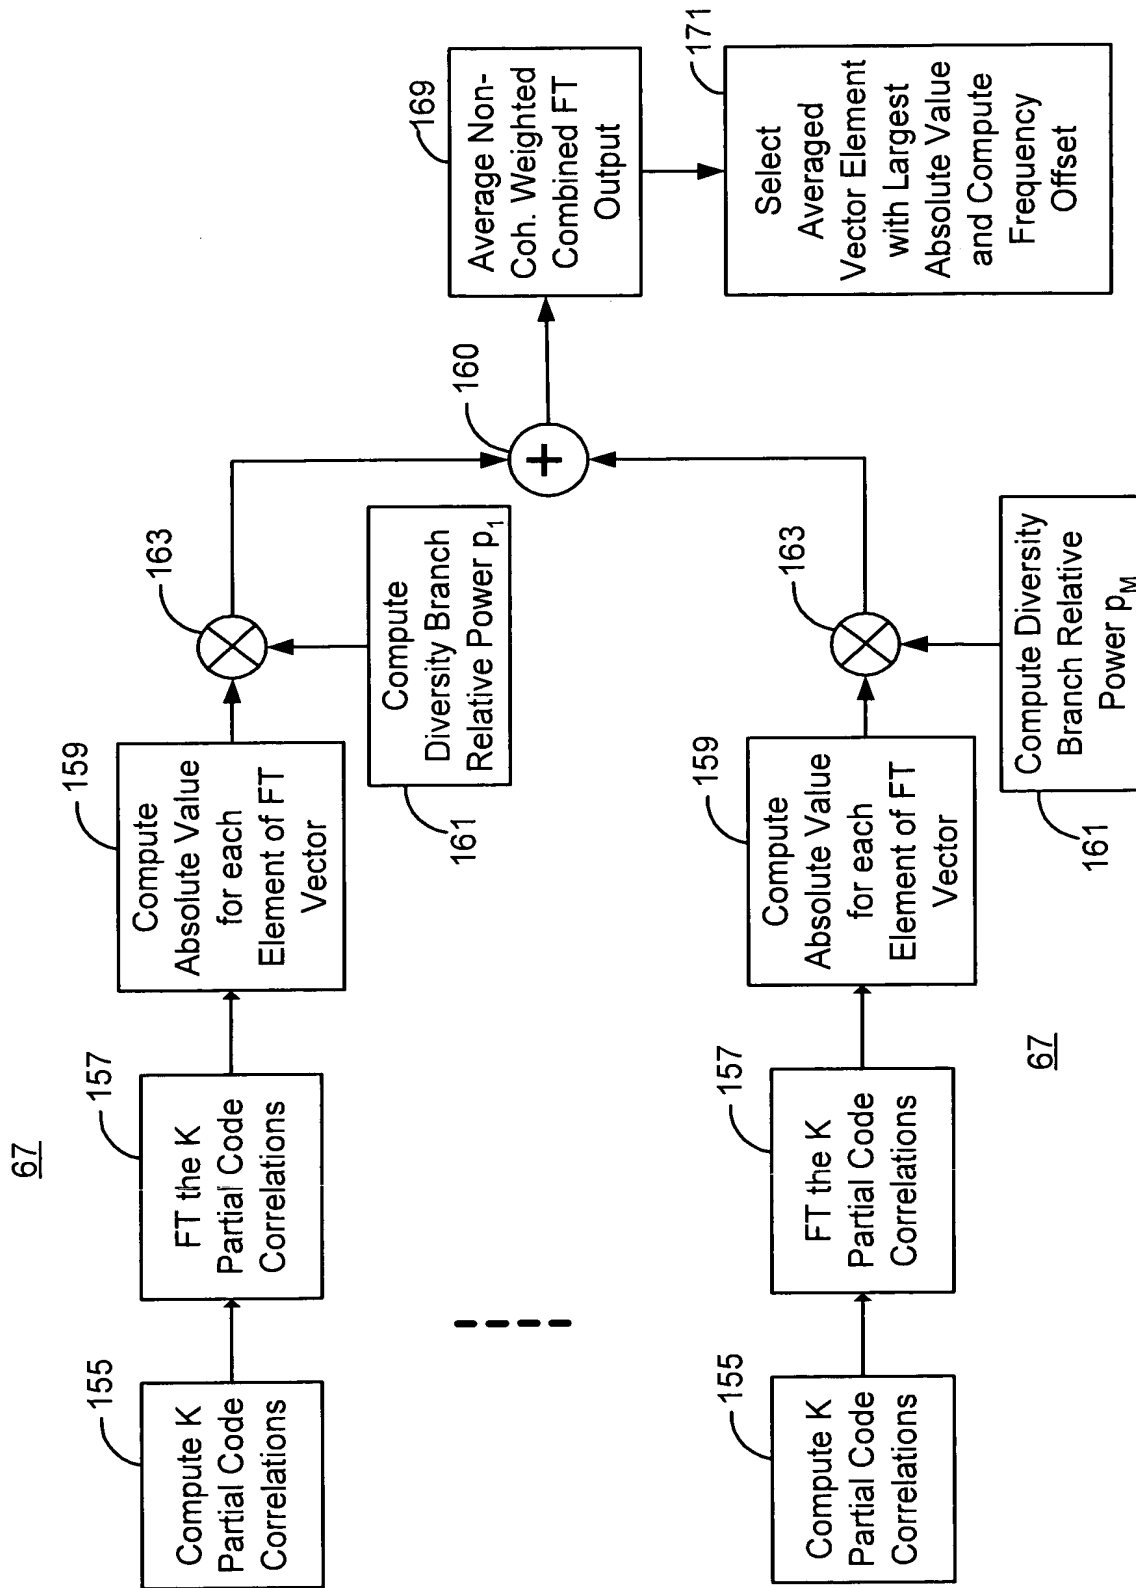 67
155
Compute K
Partial Code
Correlations
157
FT the K
Partial Code
Correlations
159
Compute
Absolute Value
for each
Element of FT
Vector
163
161
Compute
Diversity Branch
Relative Power p1
160
+
169
Average Non-
Coh. Weighted
Combined FT
Output
171
Select
Averaged
Vector Element
with Largest
Absolute Value
and Compute
Frequency
Offset
155
Compute K
Partial Code
Correlations
157
FT the K
Partial Code
Correlations
159
Compute
Absolute Value
for each
Element of FT
Vector
163
161
Compute Diversity
Branch Relative
Power pM
67